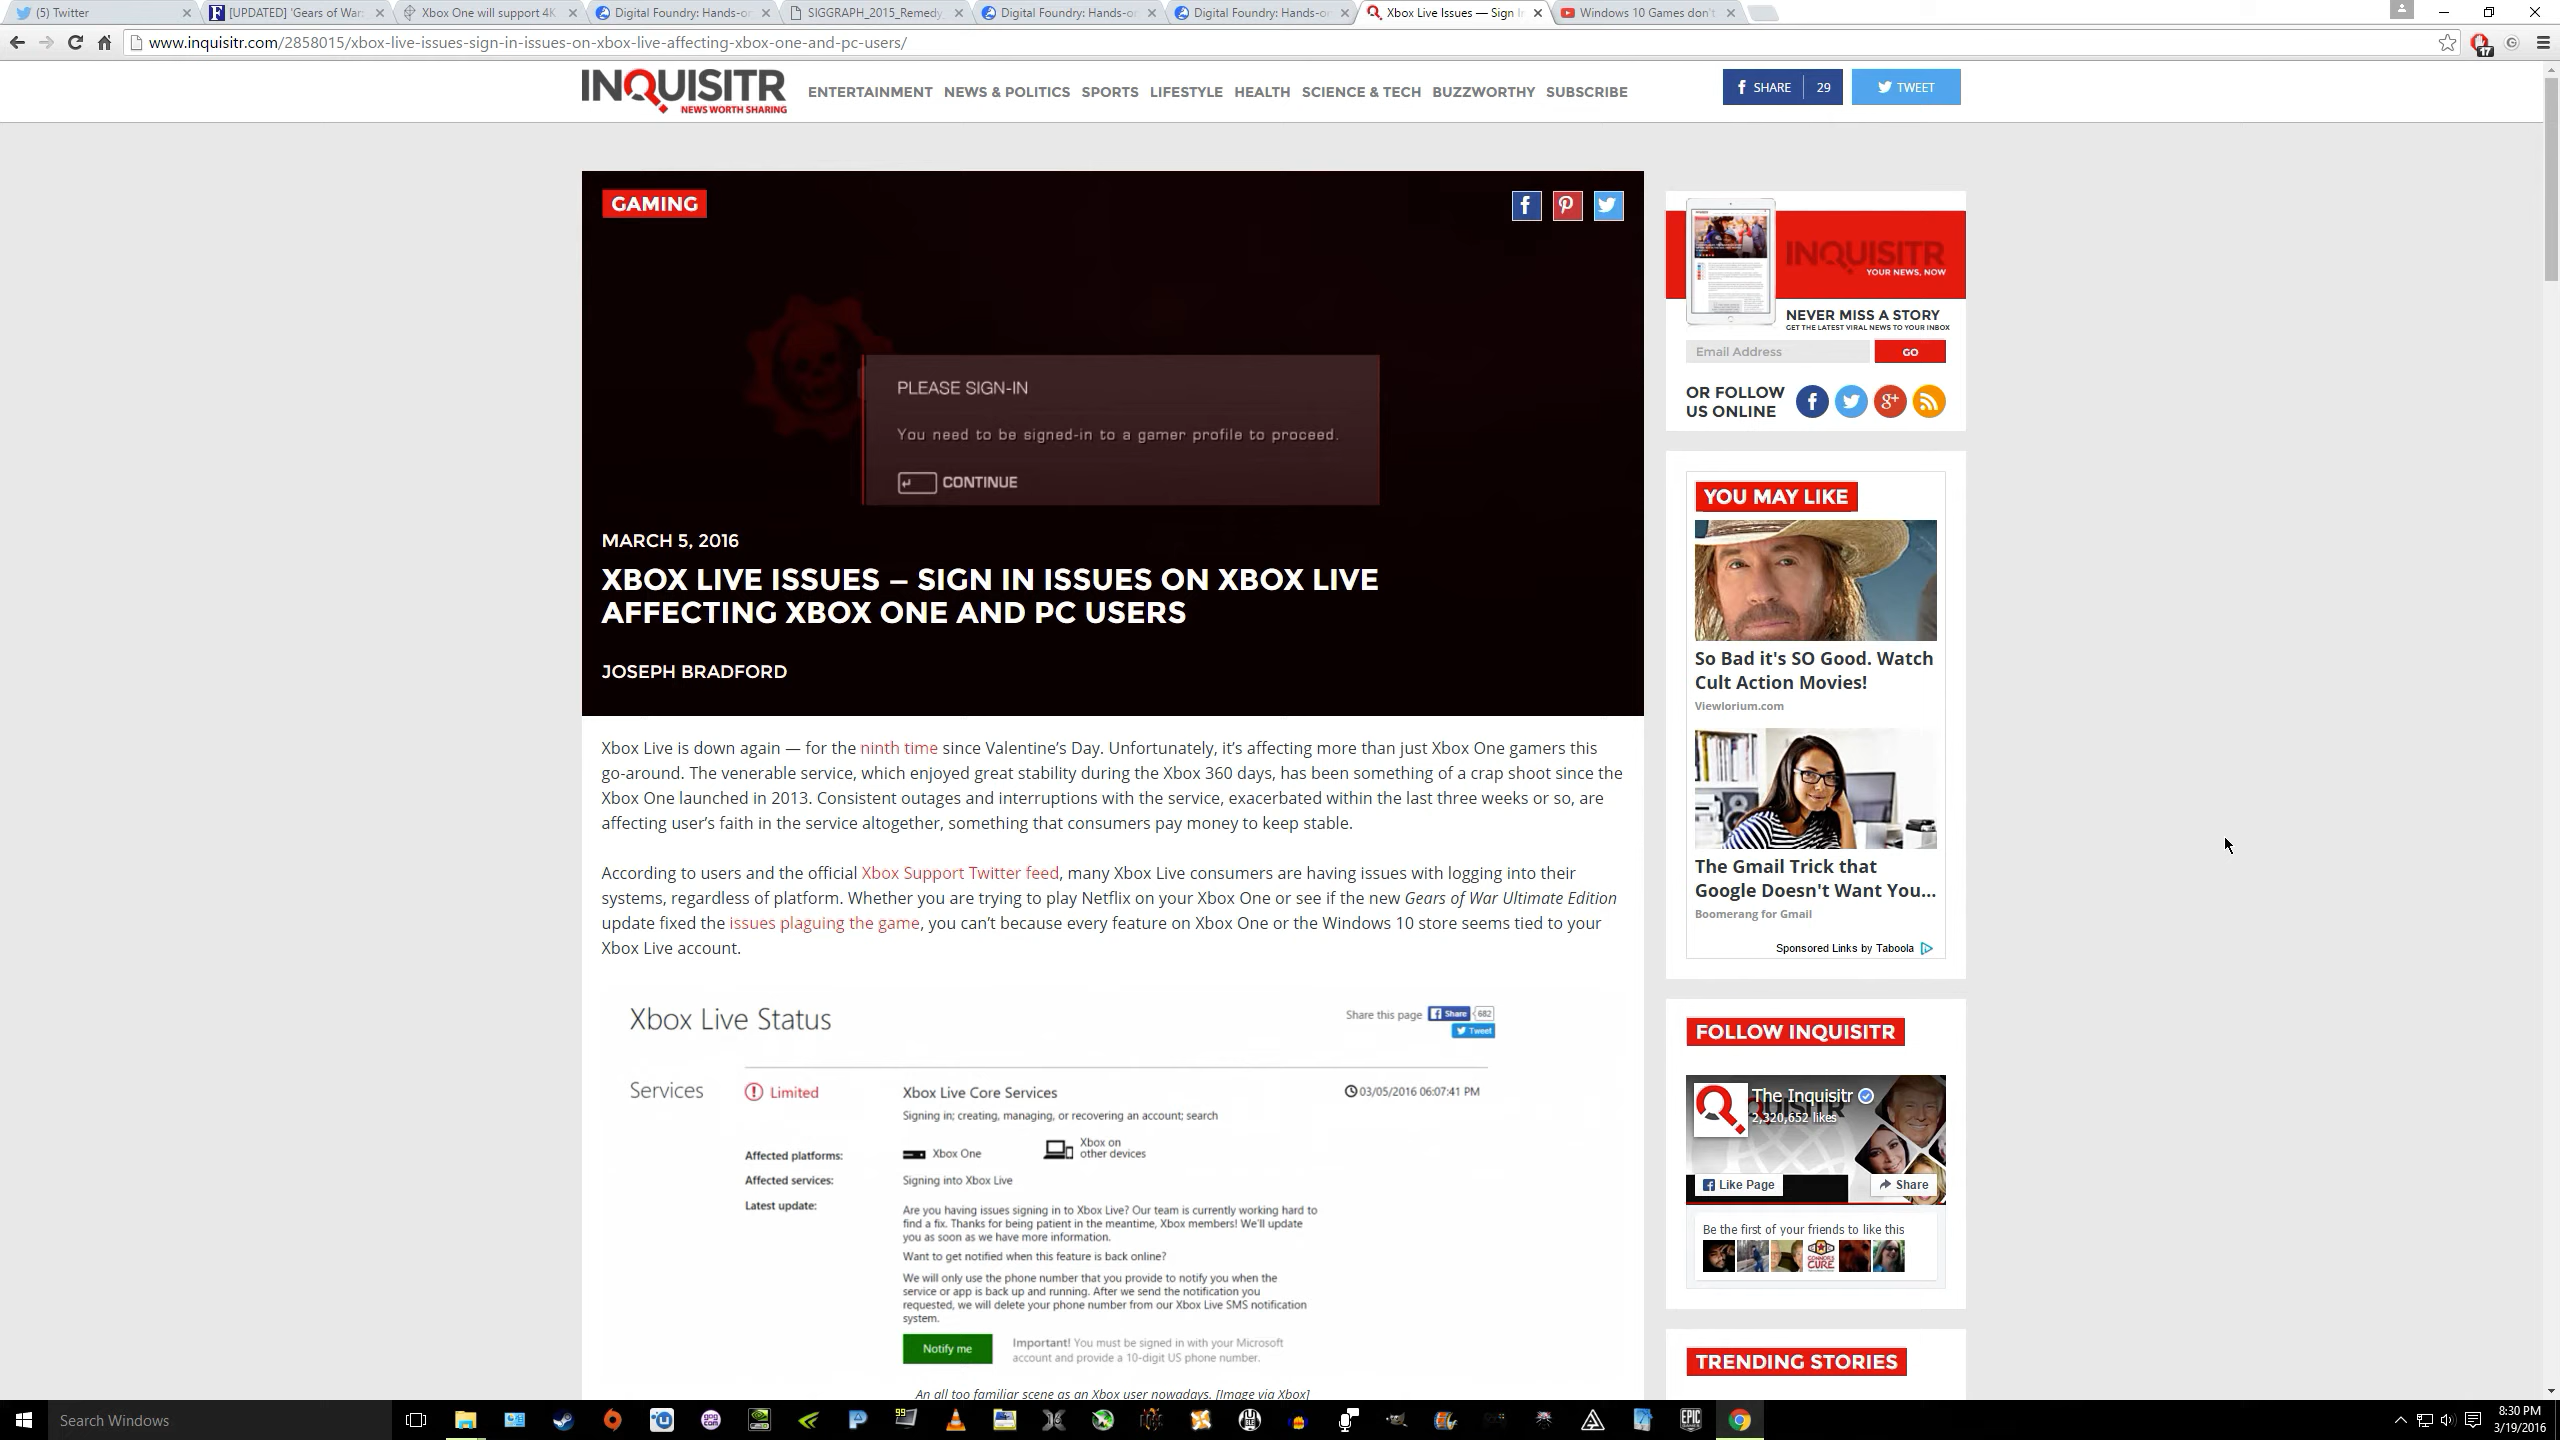 (5) Twitter
[UPDATED] 'Gears of War
Xbox One will support 4K
Digital Foundry: Hands-on
SIGGRAPH_2015_Remedy
Digital Foundry: Hands-on
Digital Foundry: Hands-on
Xbox Live Issues — Sign In
Windows 10 Games don't
www.inquisitr.com/2858015/xbox-live-issues-sign-in-issues-on-xbox-live-affecting-xbox-one-and-pc-users/
17
INQUISITR
NEWS WORTH SHARING
ENTERTAINMENT NEWS & POLITICS SPORTS LIFESTYLE HEALTH SCIENCE & TECH BUZZWORTHY SUBSCRIBE
SHARE 29
TWEET
GAMING
PLEASE SIGN-IN
You need to be signed-in to a gamer profile to proceed.
CONTINUE
MARCH 5, 2016
XBOX LIVE ISSUES – SIGN IN ISSUES ON XBOX LIVE
AFFECTING XBOX ONE AND PC USERS
JOSEPH BRADFORD
Xbox Live is down again — for the ninth time since Valentine's Day. Unfortunately, it's affecting more than just Xbox One gamers this
go-around. The venerable service, which enjoyed great stability during the Xbox 360 days, has been something of a crap shoot since the
Xbox One launched in 2013. Consistent outages and interruptions with the service, exacerbated within the last three weeks or so, are
affecting user's faith in the service altogether, something that consumers pay money to keep stable.
According to users and the official Xbox Support Twitter feed, many Xbox Live consumers are having issues with logging into their
systems, regardless of platform. Whether you are trying to play Netflix on your Xbox One or see if the new Gears of War Ultimate Edition
update fixed the issues plaguing the game, you can't because every feature on Xbox One or the Windows 10 store seems tied to your
Xbox Live account.
Xbox Live Status
Share this page
Share 682
Tweet
Services
Limited
Xbox Live Core Services
03/05/2016 06:07:41 PM
Signing in; creating, managing, or recovering an account; search
Affected platforms:
Xbox One
Xbox on
other devices
Affected services:
Signing into Xbox Live
Latest update:
Are you having issues signing in to Xbox Live? Our team is currently working hard to
find a fix. Thanks for being patient in the meantime, Xbox members! We'll update
you as soon as we have more information.
Want to get notified when this feature is back online?
We will only use the phone number that you provide to notify you when the
service or app is back up and running. After we send the notification you
requested, we will delete your phone number from our Xbox Live SMS notification
system.
Notify me
Important! You must be signed in with your Microsoft
account and provide a 10-digit US phone number.
An all too familiar scene as an Xbox user nowadays. [Image via Xbox]
INQUISITR
YOUR NEWS, NOW
NEVER MISS A STORY
GET THE LATEST VIRAL NEWS TO YOUR INBOX
Email Address
GO
OR FOLLOW
US ONLINE
YOU MAY LIKE
So Bad it's SO Good. Watch
Cult Action Movies!
Viewlorium.com
The Gmail Trick that
Google Doesn't Want You...
Boomerang for Gmail
Sponsored Links by Taboola
FOLLOW INQUISITR
The Inquisitr
2,320,652 likes
Like Page
Share
Be the first of your friends to like this
CURE
TRENDING STORIES
Search Windows
99
EPIC
8:30 PM
3/19/2016